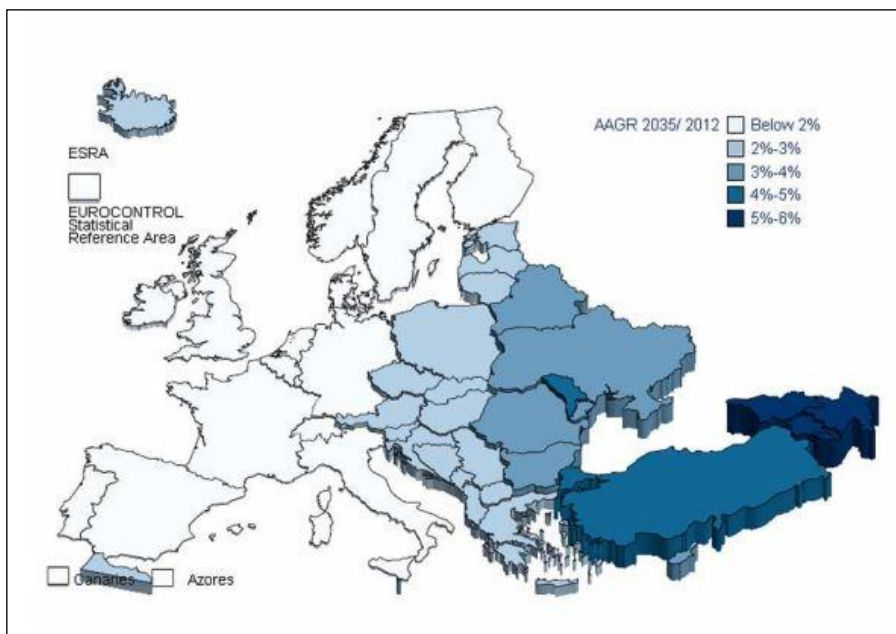 AAGR 2035/ 2012 Below 2%
2%-3%
3%-4%
4%-5%
5%-6%
ESRA
EUROCONTROL
Statistical
Reference Area
Canaries
Azores